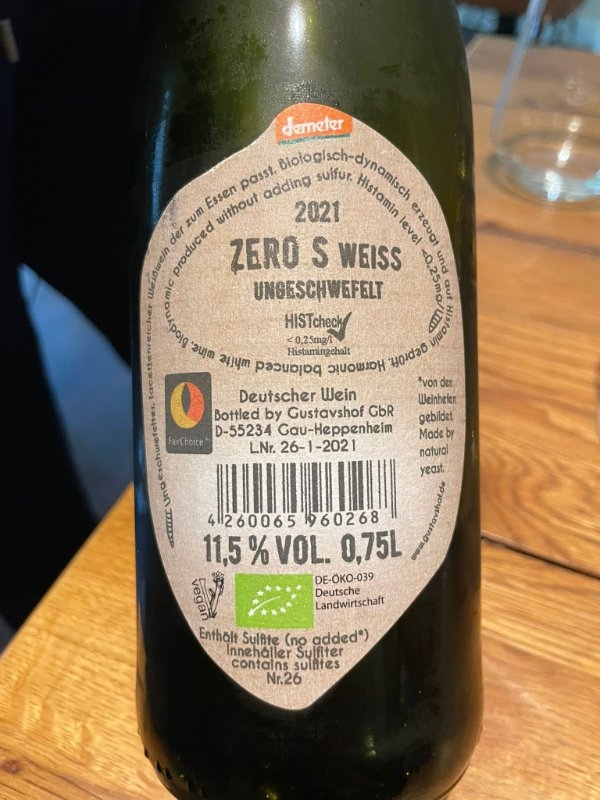 demeter
Ungeschwefelter, facettenreicher Weißwein der zum Essen passt. Biologisch-dynamisch erzeugt und auf Histamin geprüft. Harmonic balanced white wine. Biodynamic produced without adding sulfur. Histamin level <0,25mg/l
2021
ZERO S WEISS
UNGESCHWEFELT
HISTcheck
< 0,25mg/l
Histamingehalt
FairChoice
Deutscher Wein
Bottled by Gustavshof GbR
D-55234 Gau-Heppenheim
L.Nr. 26-1-2021
*von den
Weinhefen
gebildet
Made by
natural
yeast.
www.gustavshof.de
4 260065 960268
11,5 % VOL. 0,75L
vegan
DE-ÖKO-039
Deutsche
Landwirtschaft
Enthält Sulfite (no added*)
Innehåller Sulfiter
contains sulfites
Nr.26